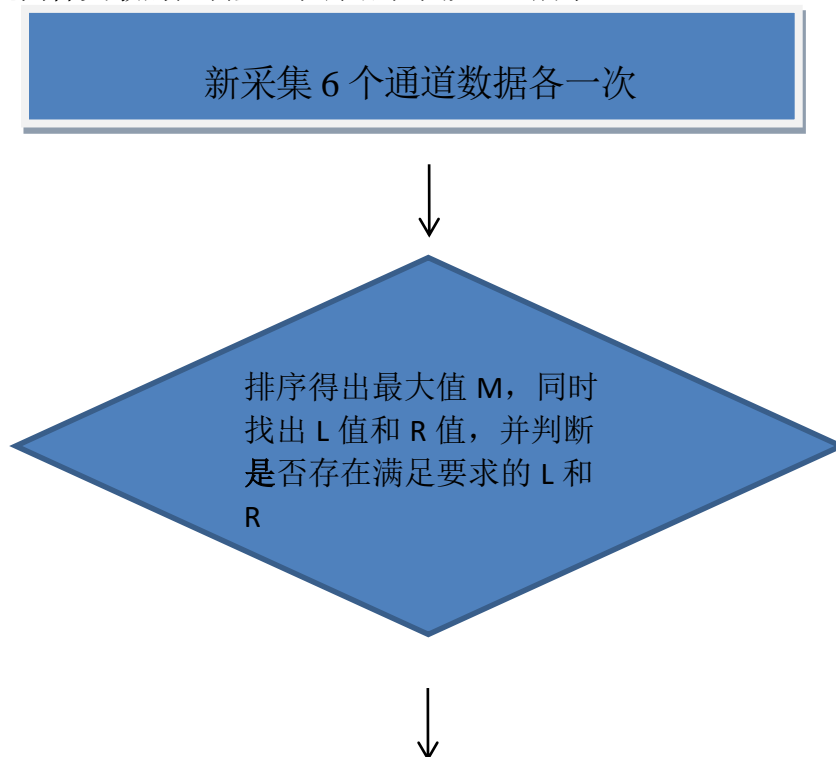 新采集 6 个通道数据各一次
排序得出最大值 M，同时
找出 L 值和 R 值，并判断
是否存在满足要求的 L 和
R